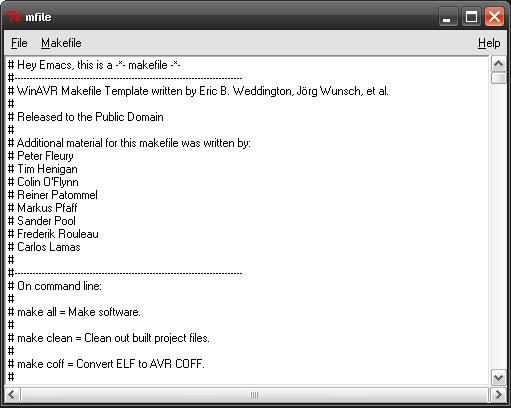 mfile
File Makefile Help
# Hey Emacs, this is a -*- makefile -*-
#----------------------------------------------------------------------------
# WinAVR Makefile Template written by Eric B. Weddington, Jörg Wunsch, et al.
#
# Released to the Public Domain
#
# Additional material for this makefile was written by:
# Peter Fleury
# Tim Henigan
# Colin O'Flynn
# Reiner Patommel
# Markus Pfaff
# Sander Pool
# Frederik Rouleau
# Carlos Lamas
#
#----------------------------------------------------------------------------
# On command line:
#
# make all = Make software.
#
# make clean = Clean out built project files.
#
# make coff = Convert ELF to AVR COFF.
#